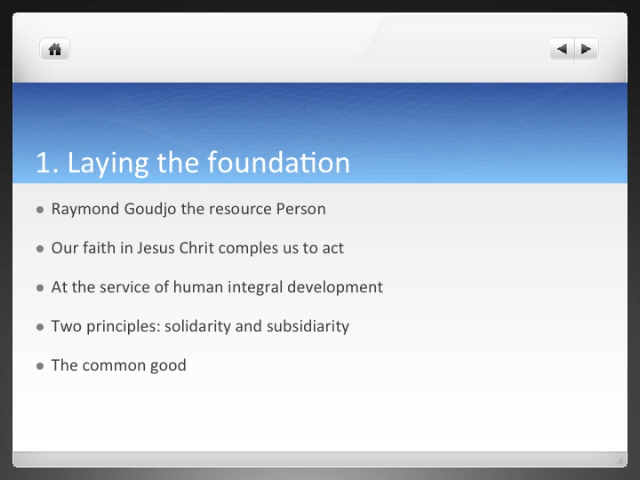 1. Laying the foundation
Raymond Goudjo the resource Person
Our faith in Jesus Chrit comples us to act
At the service of human integral development
Two principles: solidarity and subsidiarity
The common good